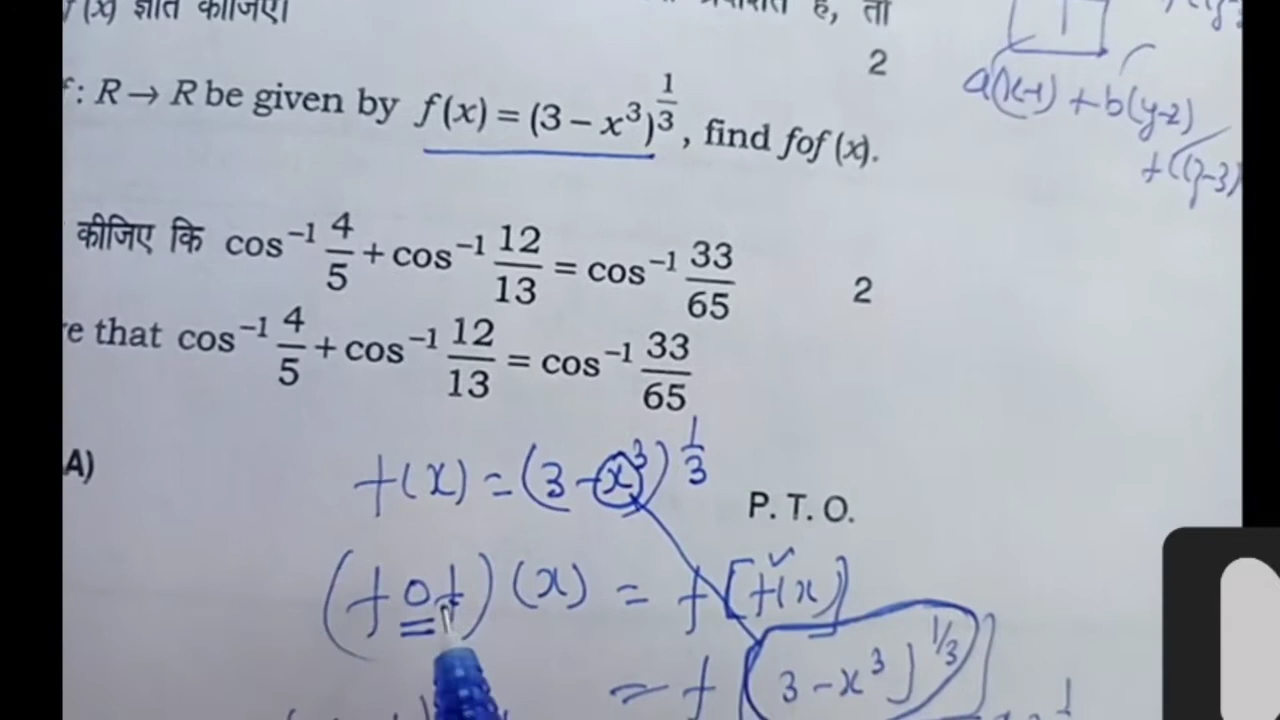 f(x) ज्ञात कीजिए।
है, तो
2
f : R → R be given by f(x) = (3 – x³)^(1/3), find fof (x).
कीजिए कि cos⁻¹ 4/5 + cos⁻¹ 12/13 = cos⁻¹ 33/65 2
e that cos⁻¹ 4/5 + cos⁻¹ 12/13 = cos⁻¹ 33/65
A)
P. T. O.
f(x) = (3 – x³)^(1/3)
(f o f) (x) = f [f(x)]
= f [3 – x³]^(1/3)]
a(x-1) + b(y-2)
+ ((z-3)